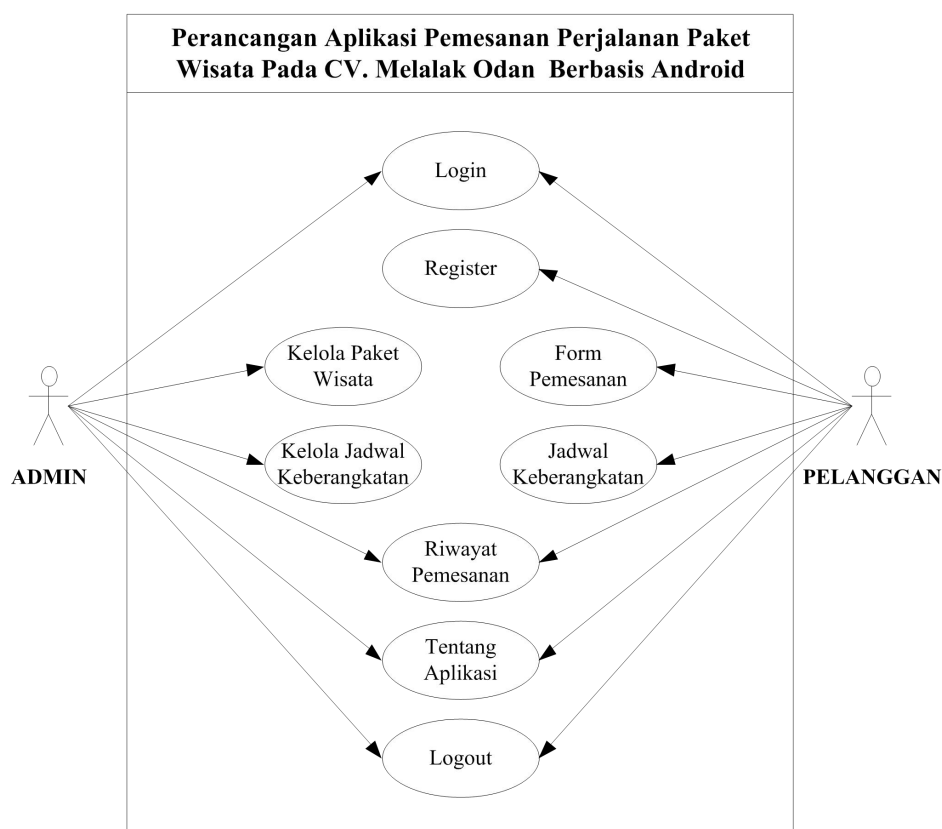 Perancangan Aplikasi Pemesanan Perjalanan Paket
Wisata Pada CV. Melalak Odan Berbasis Android
Login
Register
Kelola Paket
Wisata
Form
Pemesanan
Kelola Jadwal
Keberangkatan
Jadwal
Keberangkatan
ADMIN
PELANGGAN
Riwayat
Pemesanan
Tentang
Aplikasi
Logout